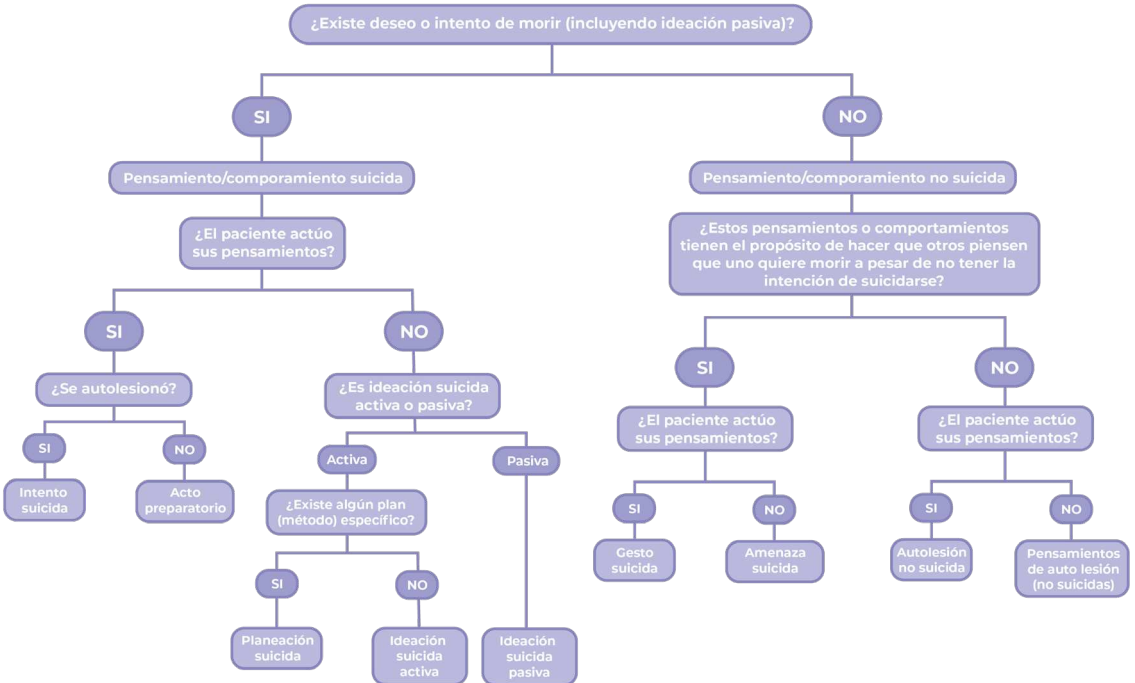 ¿Existe deseo o intento de morir (incluyendo ideación pasiva)?
SI
NO
Pensamiento/comporamiento suicida
Pensamiento/comporamiento no suicida
¿El paciente actúo
sus pensamientos?
¿Estos pensamientos o comportamientos
tienen el propósito de hacer que otros piensen
que uno quiere morir a pesar de no tener la
intención de suicidarse?
SI
NO
SI
NO
¿Se autolesionó?
¿Es ideación suicida
activa o pasiva?
¿El paciente actúo
sus pensamientos?
¿El paciente actúo
sus pensamientos?
SI
NO
Activa
Pasiva
Intento
suicida
Acto
preparatorio
¿Existe algún plan
(método) específico?
SI
NO
SI
NO
Gesto
suicida
Amenaza
suicida
Autolesión
no suicida
Pensamientos
de auto lesión
(no suicidas)
SI
NO
Planeación
suicida
Ideación
suicida
activa
Ideación
suicida
pasiva